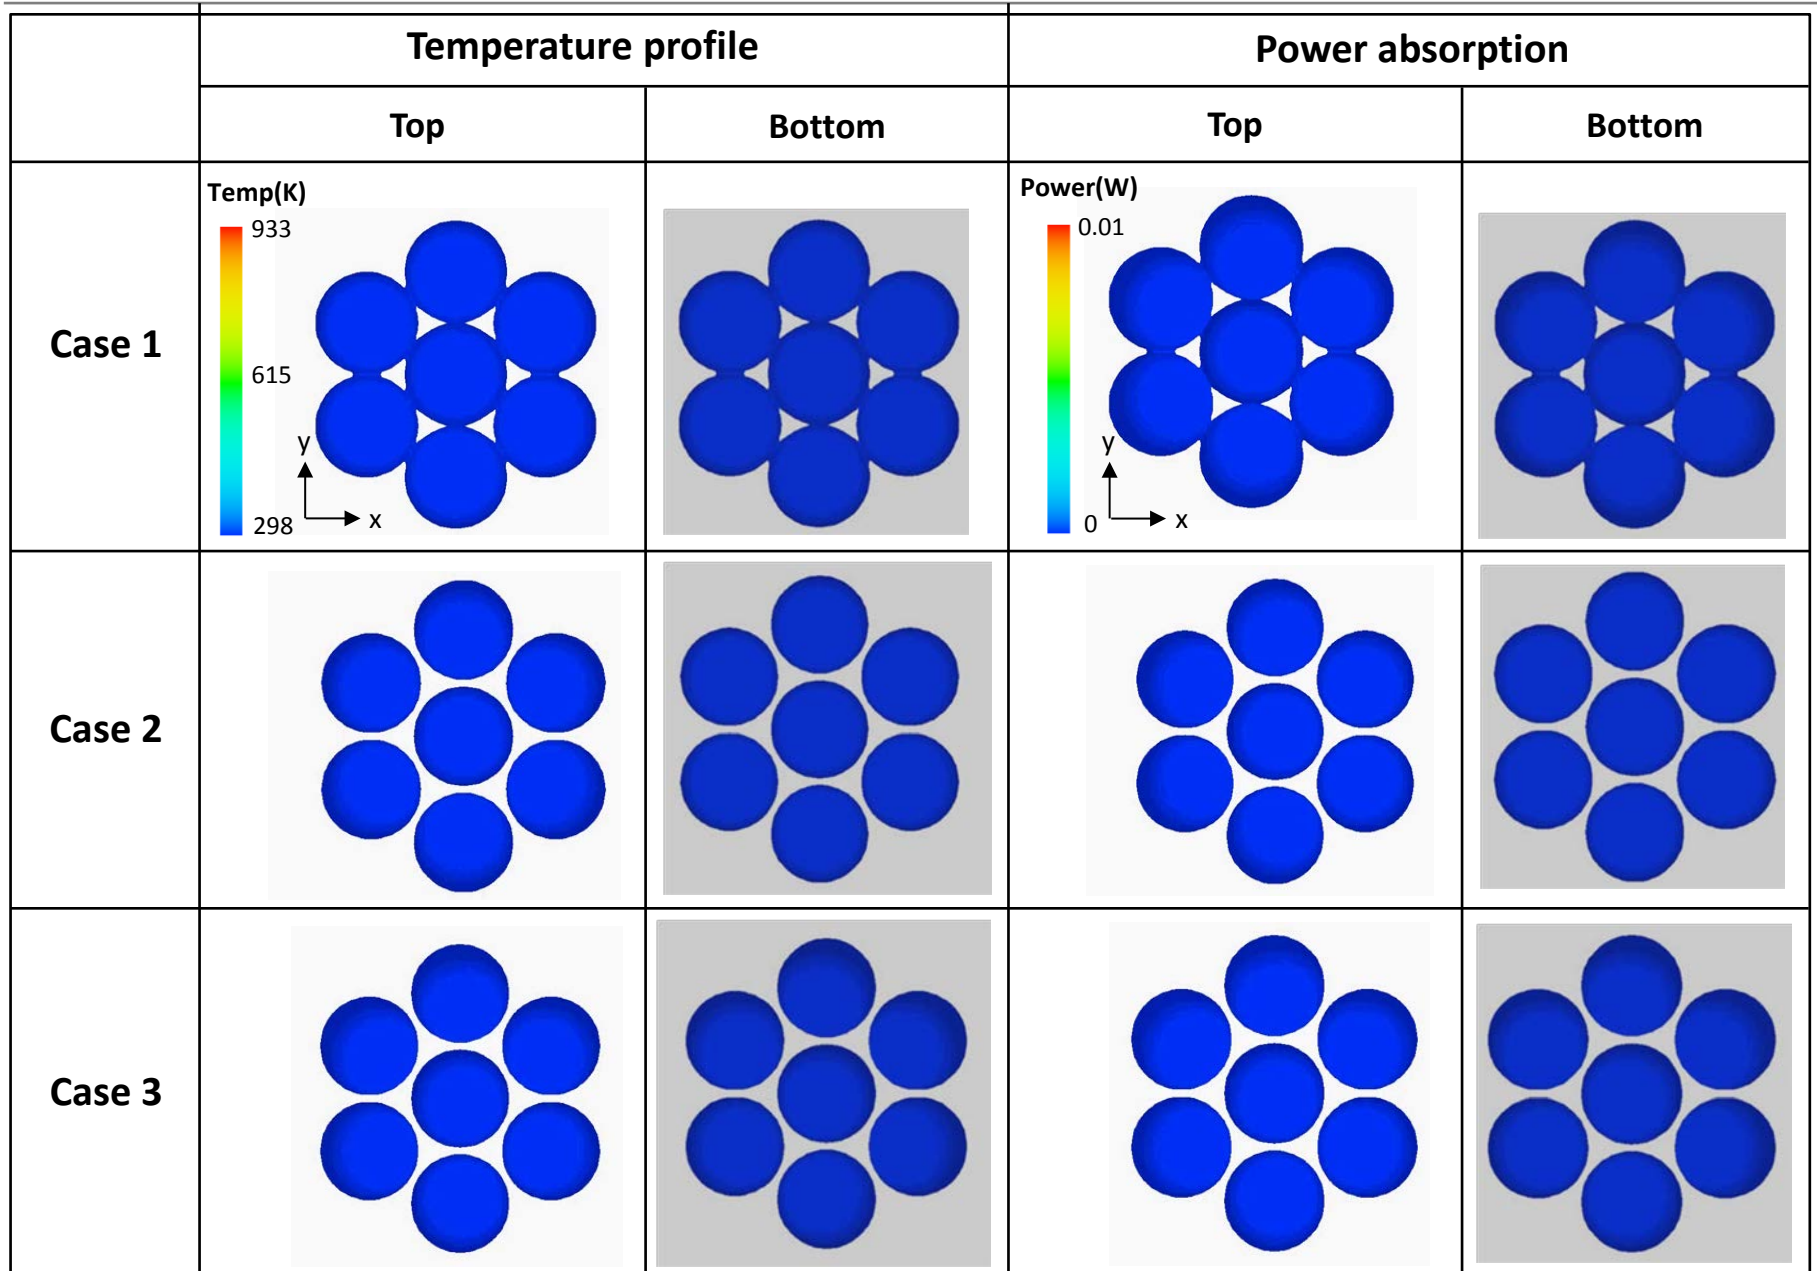 Temperature profile
Power absorption
Top
Bottom
Top
Bottom
Case 1
Temp(K)
933
615
298
y
x
Power(W)
0.01
0
y
x
Case 2
Case 3